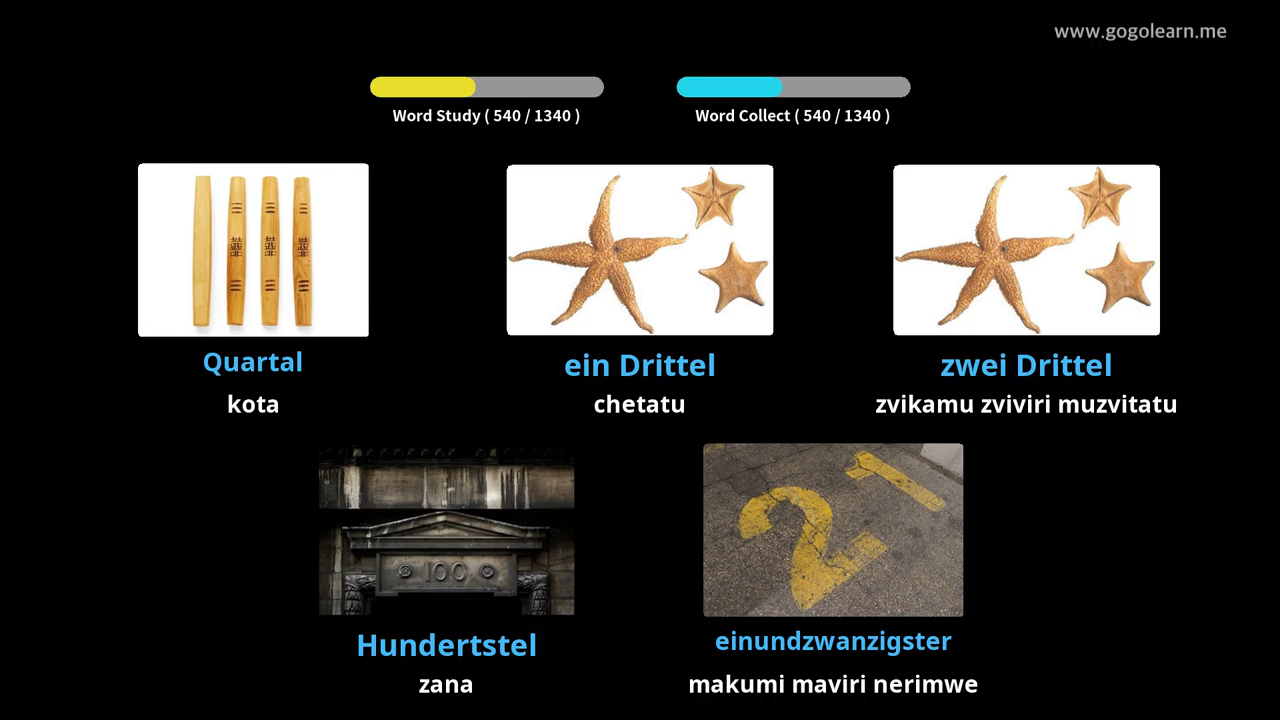 www.gogolearn.me
Word Study ( 540 / 1340 )
Word Collect ( 540 / 1340 )
Quartal
kota
ein Drittel
chetatu
zwei Drittel
zvikamu zviviri muzvitatu
100
21
Hundertstel
zana
einundzwanzigster
makumi maviri nerimwe